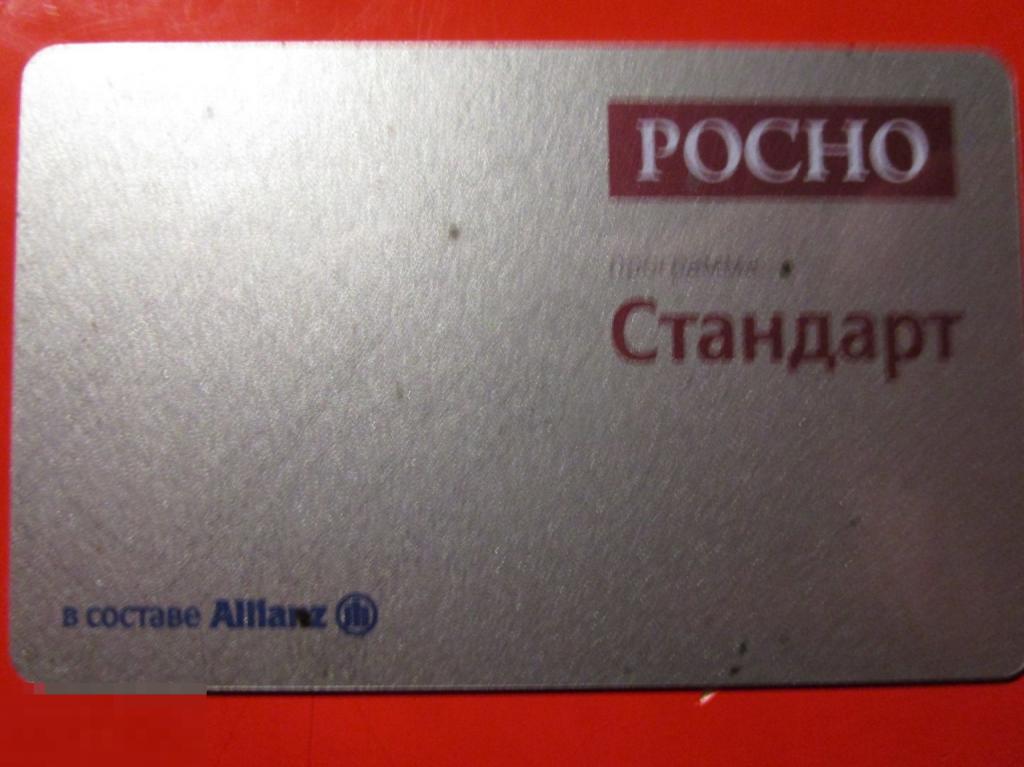 РОСНО
программа
Стандарт
в составе Allianz